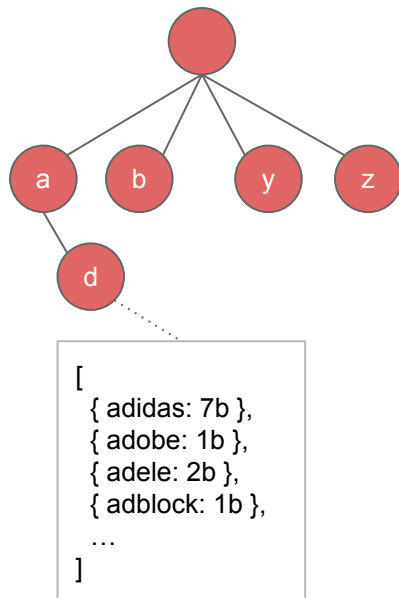 a
b
y
z
d
[
{ adidas: 7b },
{ adobe: 1b },
{ adele: 2b },
{ adblock: 1b },
…
]